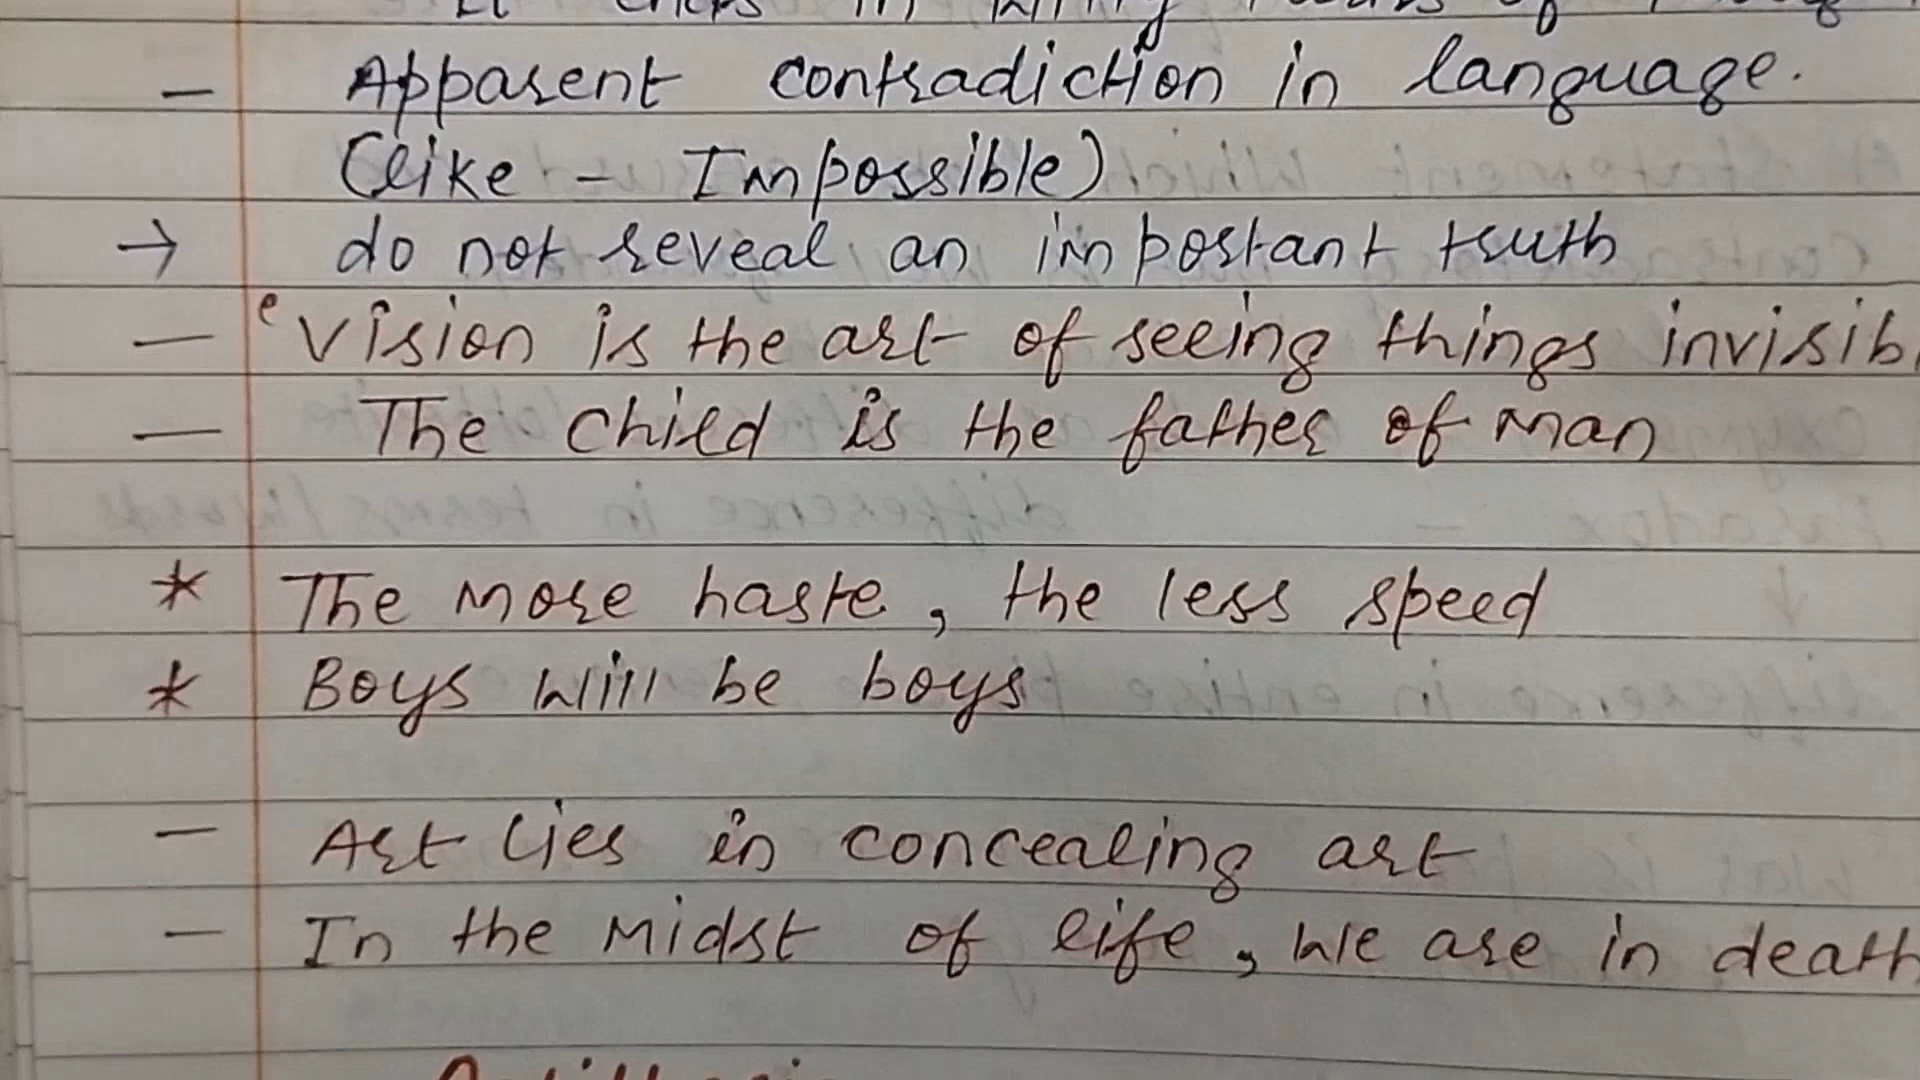 - Apparent contradiction in language.
(like - Impossible)
→ do not reveal an important truth
- Vision is the art of seeing things
- The child is the father of man
* The more haste, the less speed
* Boys will be boys
- Art lies in concealing art
- In the midst of life, we are in death